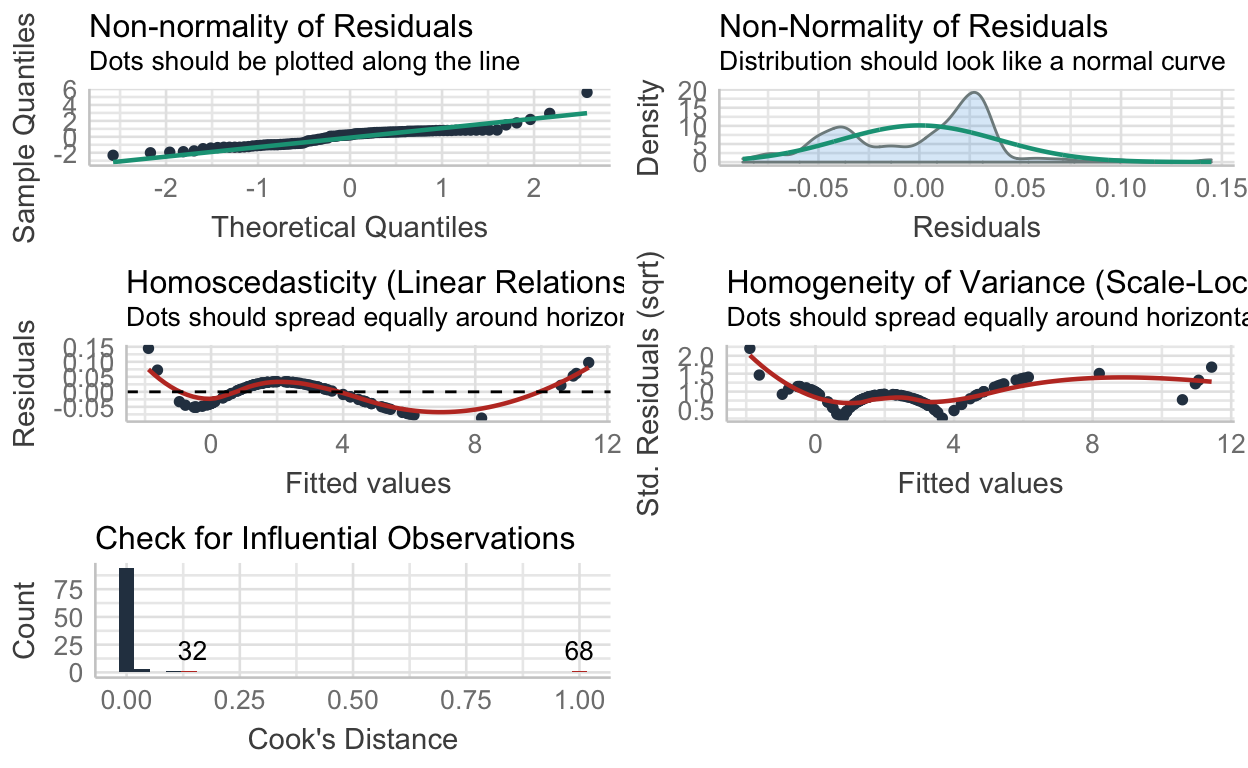 Non-normality of Residuals
Dots should be plotted along the line
Sample Quantiles
6
4
2
0
-2
-2
-1
0
1
2
Theoretical Quantiles
Non-Normality of Residuals
Distribution should look like a normal curve
Density
20
15
10
5
0
-0.05
0.00
0.05
0.10
0.15
Residuals
Homoscedasticity (Linear Relations
Dots should spread equally around horizor
Residuals
0.15
0.10
0.05
0.00
-0.05
0
4
8
12
Fitted values
Homogeneity of Variance (Scale-Loc
Dots should spread equally around horizonta
Std. Residuals (sqrt)
2.0
1.5
1.0
0.5
0
4
8
12
Fitted values
Check for Influential Observations
Count
75
50
25
0
32
68
0.00
0.25
0.50
0.75
1.00
Cook's Distance